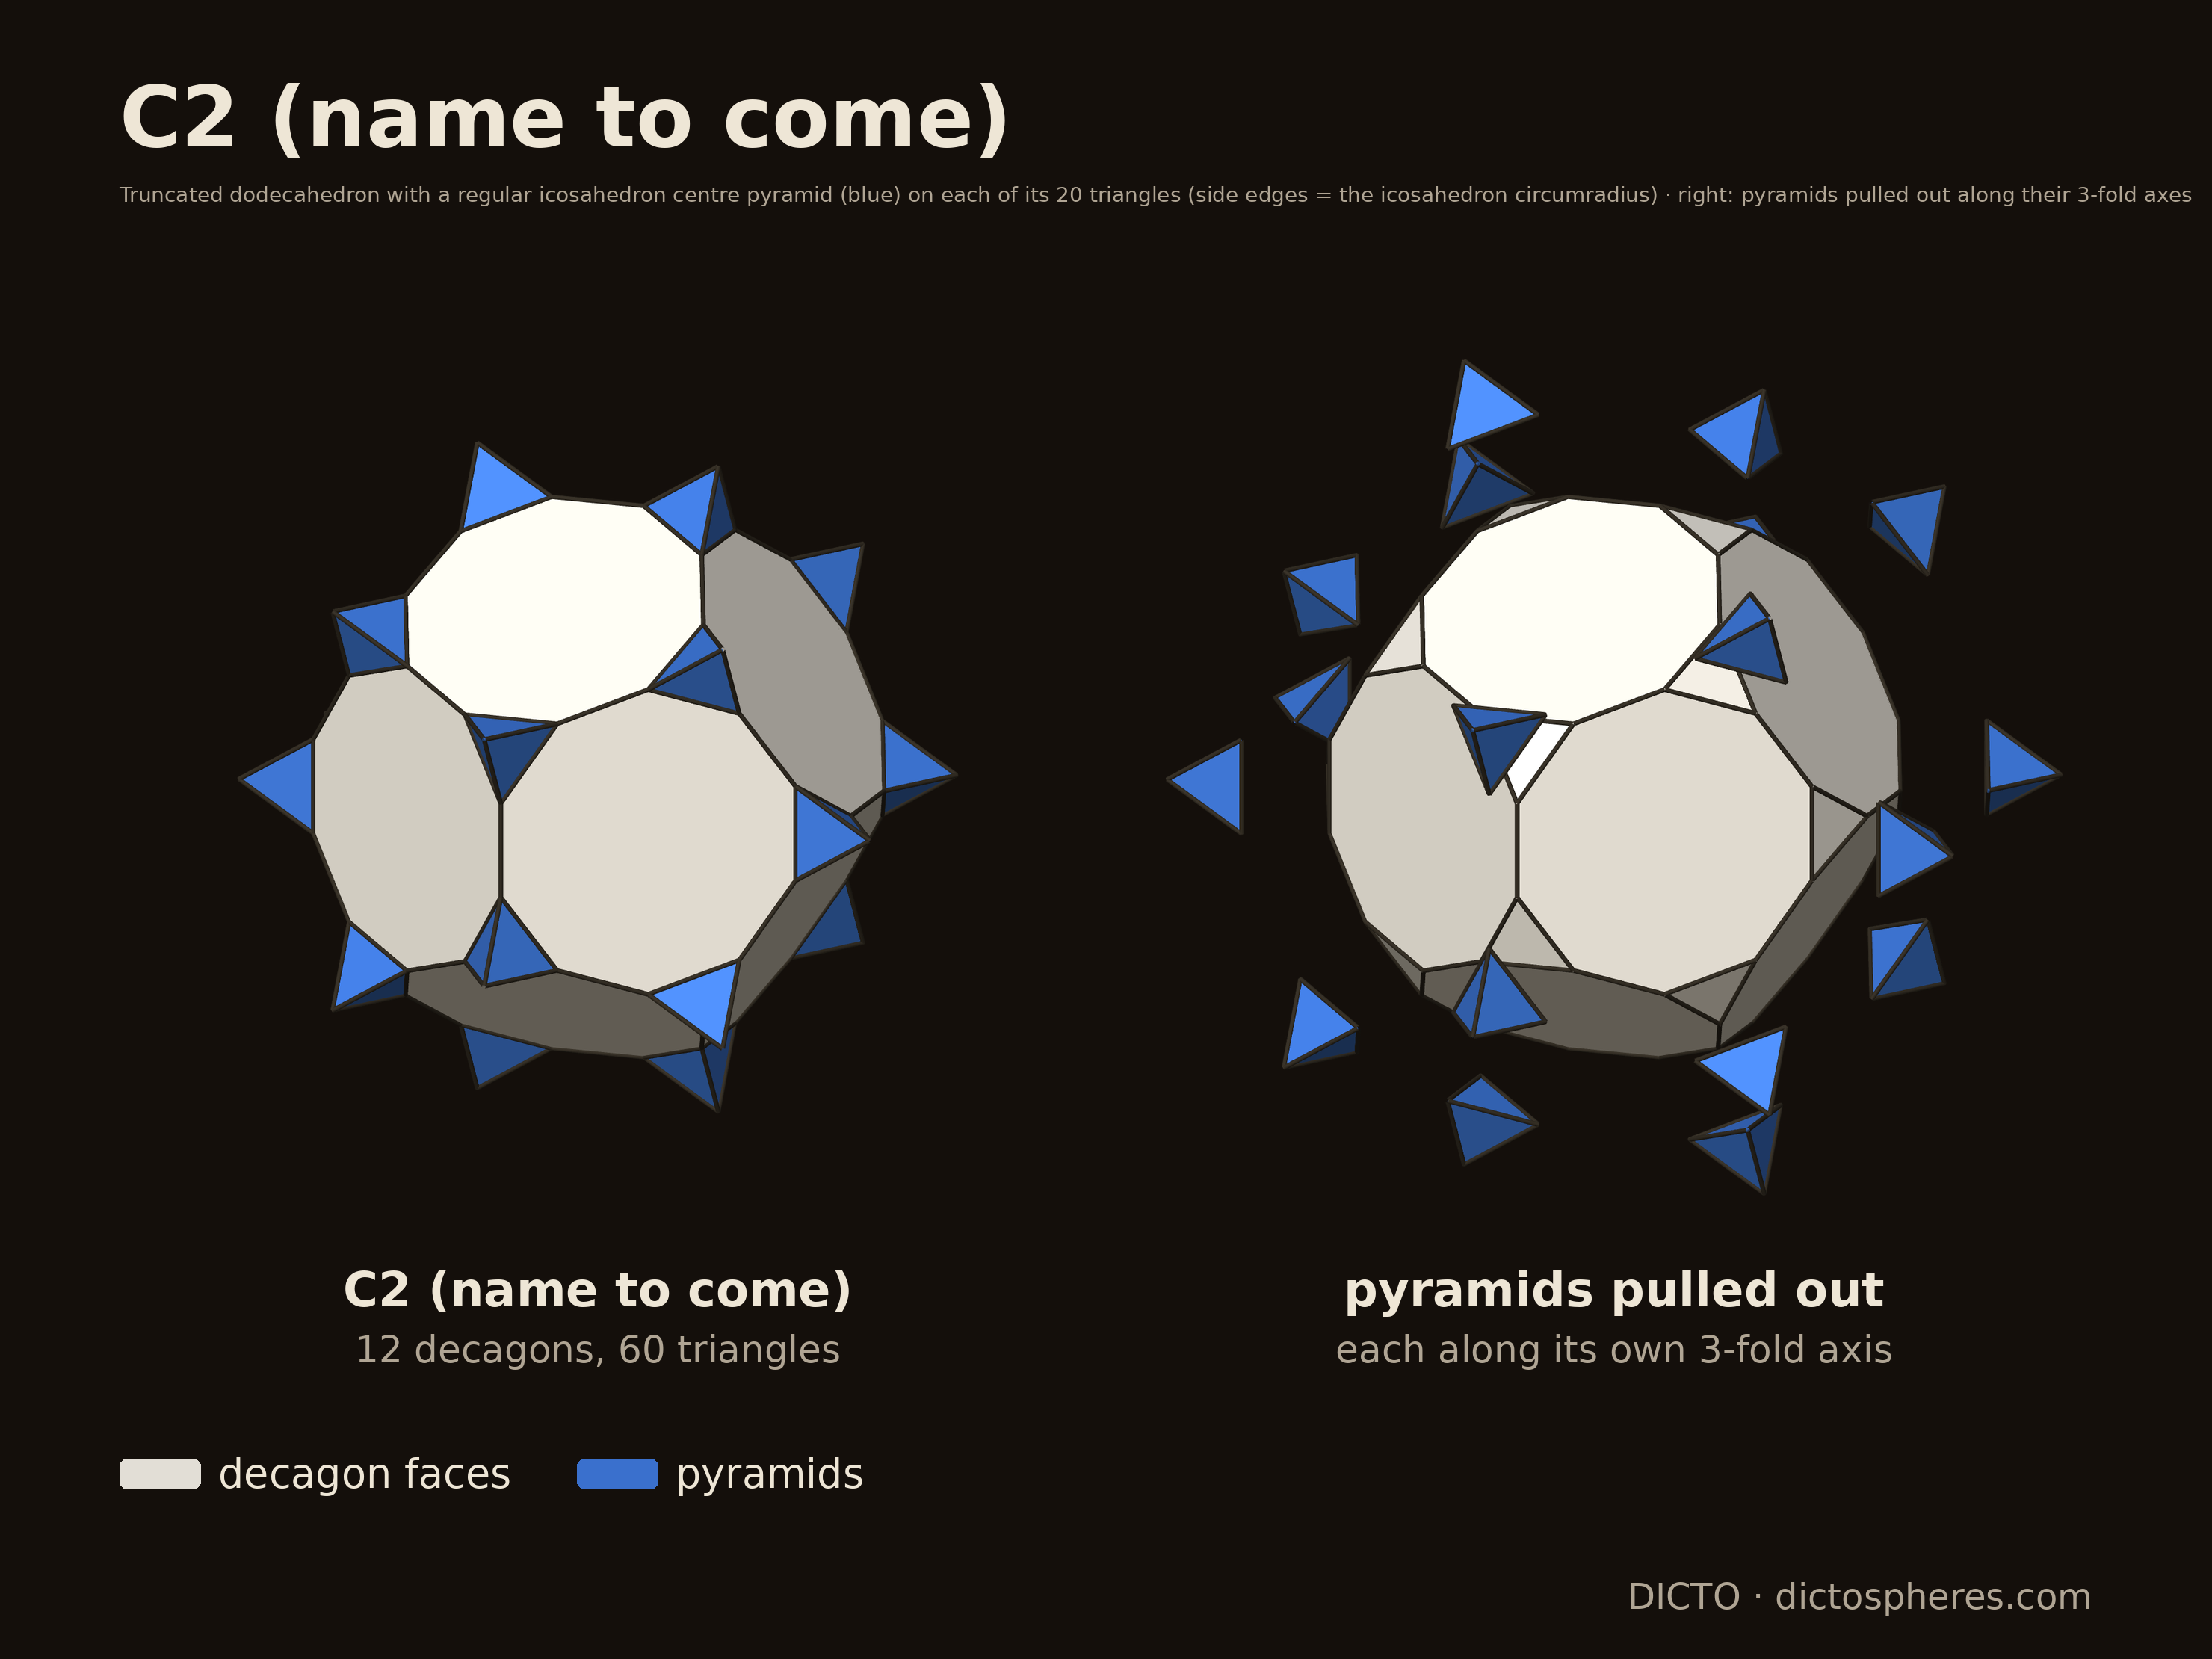 C2 (name to come)
Truncated dodecahedron with a regular icosahedron centre pyramid (blue) on each of its 20 triangles (side edges = the icosahedron circumradius) · right: pyramids pulled out along their 3-fold axes
C2 (name to come)
12 decagons, 60 triangles
pyramids pulled out
each along its own 3-fold axis
decagon faces
pyramids
DICTO · dictospheres.com